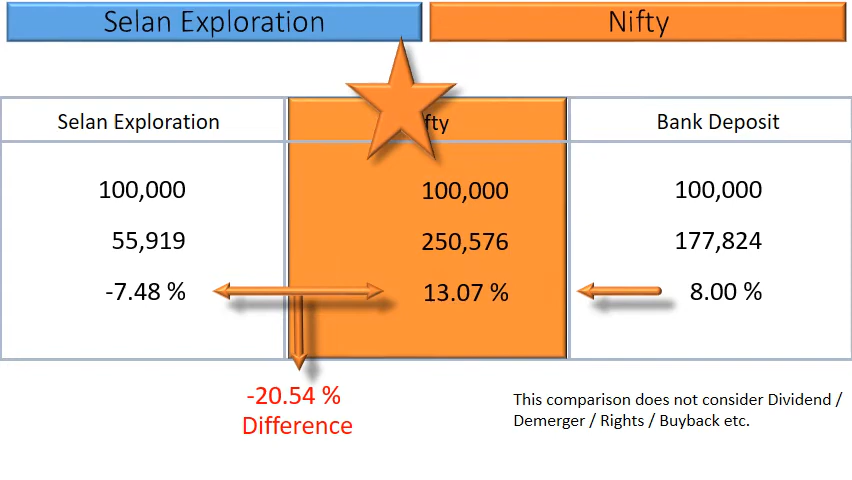 Selan Exploration
Nifty
Selan Exploration
fty
Bank Deposit
100,000
100,000
100,000
55,919
250,576
177,824
-7.48 %
13.07 %
8.00 %
-20.54 %
Difference
This comparison does not consider Dividend /
Demerger / Rights / Buyback etc.